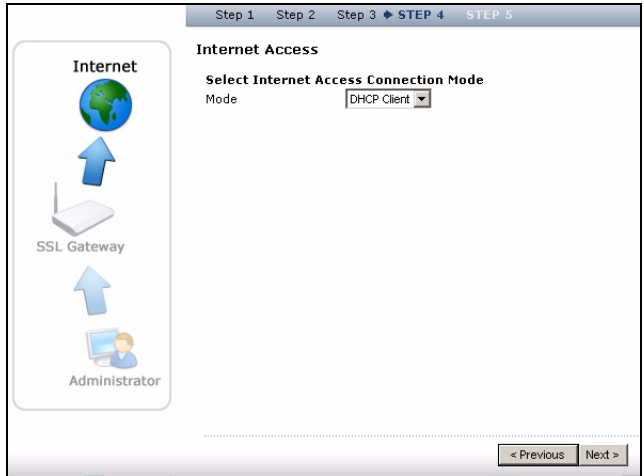 Step 1 Step 2 Step 3 STEP 4 STEP 5
Internet
SSL Gateway
Administrator
Internet Access
Select Internet Access Connection Mode
Mode DHCP Client
< Previous Next >